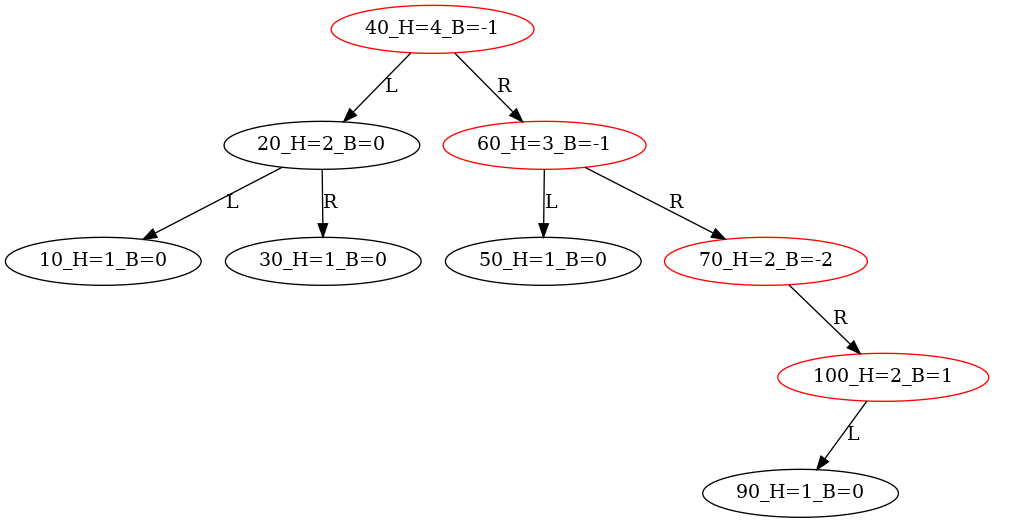 40_H=4_B=-1
L
R
20_H=2_B=0
60_H=3_B=-1
L
R
L
R
10_H=1_B=0
30_H=1_B=0
50_H=1_B=0
70_H=2_B=-2
R
100_H=2_B=1
L
90_H=1_B=0